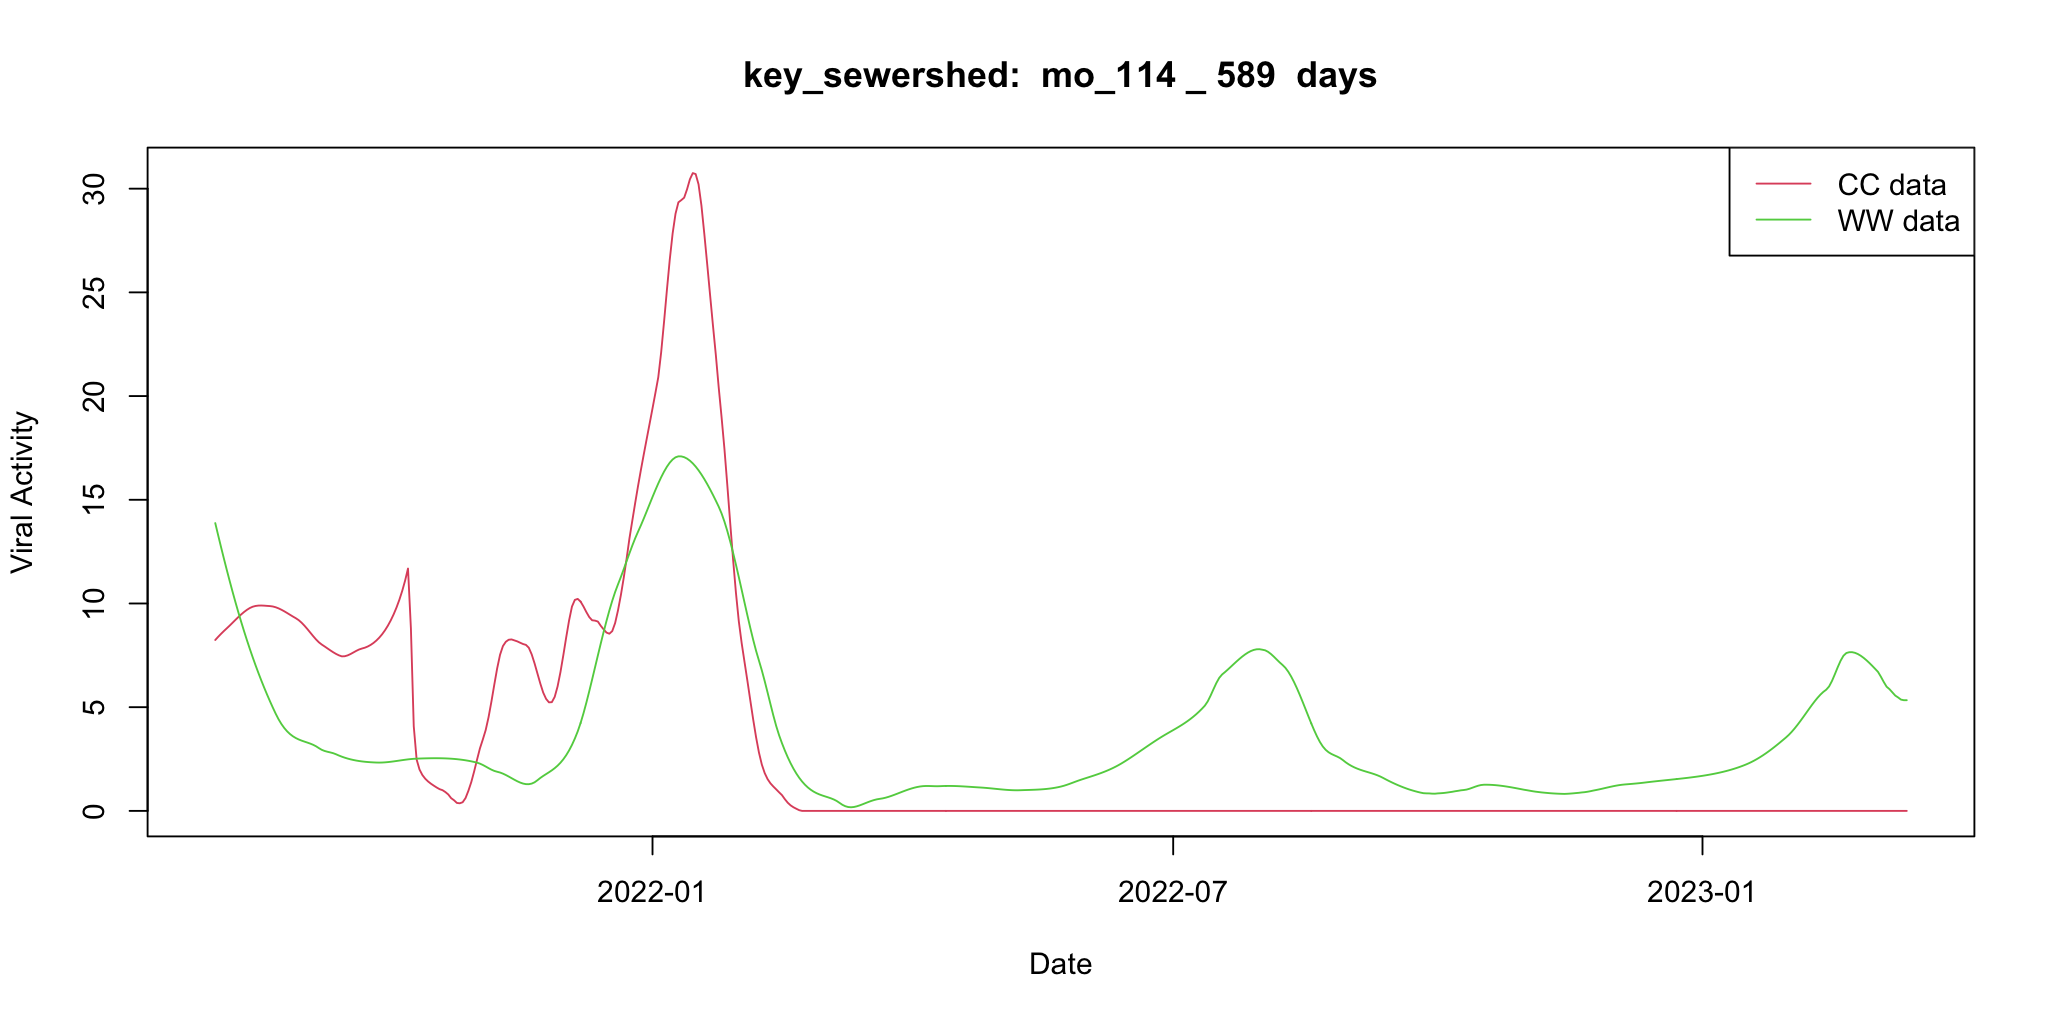 key_sewershed:  mo_114 _ 589  days
CC data
WW data
Viral Activity
30
25
20
15
10
5
0
2022-01
2022-07
2023-01
Date